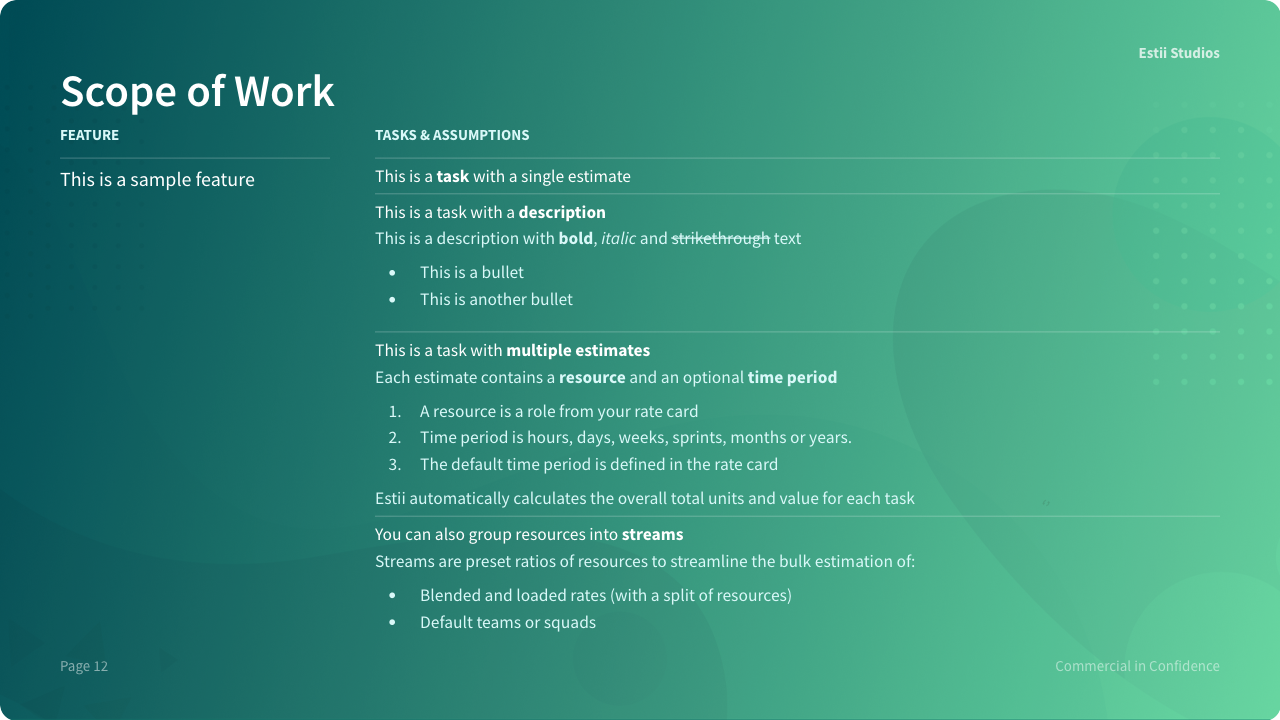 Estii Studios
Scope of Work
FEATURE
TASKS & ASSUMPTIONS
This is a sample feature
This is a task with a single estimate
This is a task with a description
This is a description with bold, italic and strikethrough text
• This is a bullet
• This is another bullet
This is a task with multiple estimates
Each estimate contains a resource and an optional time period
1. A resource is a role from your rate card
2. Time period is hours, days, weeks, sprints, months or years.
3. The default time period is defined in the rate card
Estii automatically calculates the overall total units and value for each task
You can also group resources into streams
Streams are preset ratios of resources to streamline the bulk estimation of:
• Blended and loaded rates (with a split of resources)
• Default teams or squads
Page 12
Commercial in Confidence